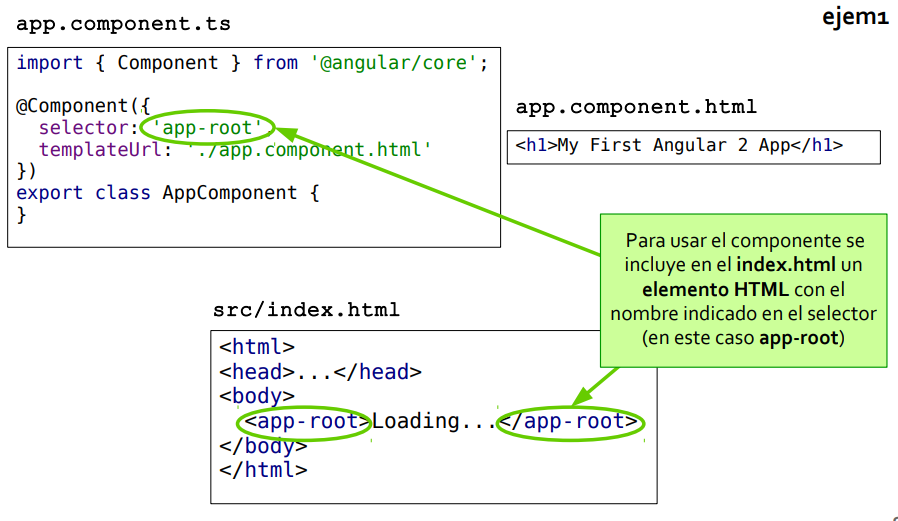 app.component.ts
ejem1
import { Component } from '@angular/core';
@Component({
selector: 'app-root',
templateUrl: './app.component.html'
})
export class AppComponent {
}
app.component.html
<h1>My First Angular 2 App</h1>
Para usar el componente se
incluye en el index.html un
elemento HTML con el
nombre indicado en el selector
(en este caso app-root)
src/index.html
<html>
<head>...</head>
<body>
<app-root>Loading...</app-root>
</body>
</html>